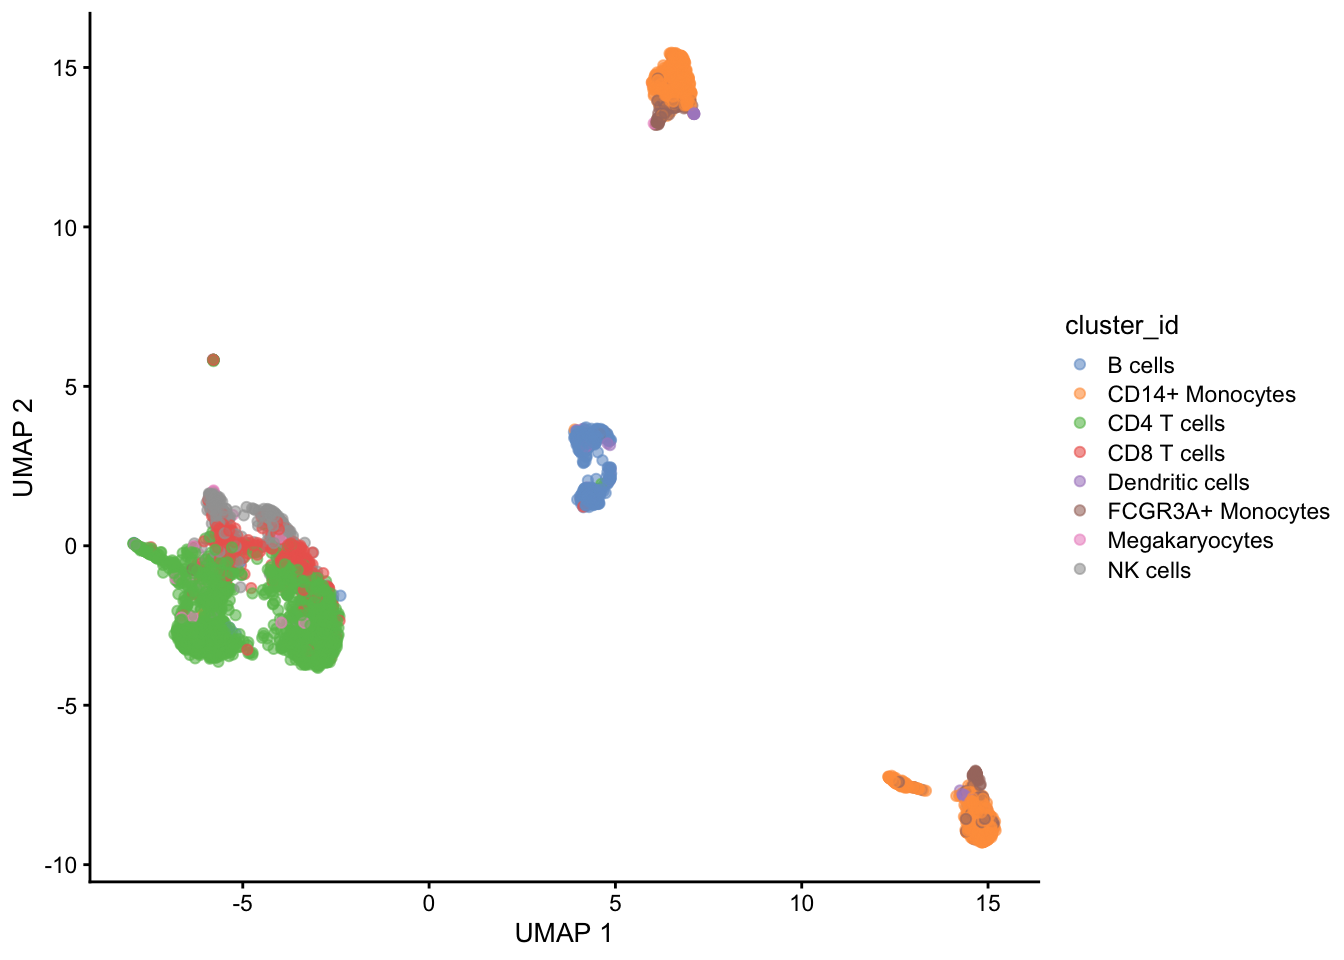 15
10
5
0
-5
-10
UMAP 2
-5
0
5
10
15
UMAP 1
cluster_id
B cells
CD14+ Monocytes
CD4 T cells
CD8 T cells
Dendritic cells
FCGR3A+ Monocytes
Megakaryocytes
NK cells